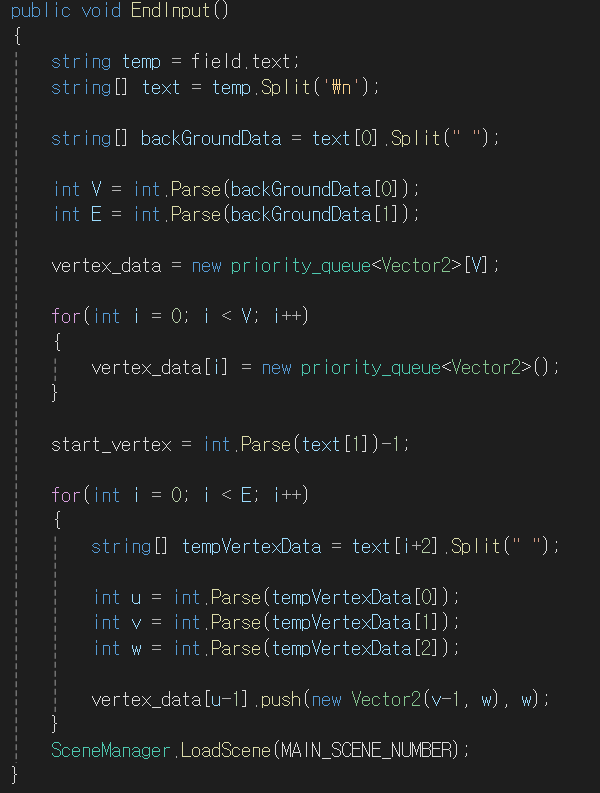 public void EndInput()
{
string temp = field.text;
string[] text = temp.Split('₩n');
string[] backGroundData = text[0].Split(" ");
int V = int.Parse(backGroundData[0]);
int E = int.Parse(backGroundData[1]);
vertex_data = new priority_queue<Vector2>[V];
for(int i = 0; i < V; i++)
{
vertex_data[i] = new priority_queue<Vector2>();
}
start_vertex = int.Parse(text[1])-1;
for(int i = 0; i < E; i++)
{
string[] tempVertexData = text[i+2].Split(" ");
int u = int.Parse(tempVertexData[0]);
int v = int.Parse(tempVertexData[1]);
int w = int.Parse(tempVertexData[2]);
vertex_data[u-1].push(new Vector2(v-1, w), w);
}
SceneManager.LoadScene(MAIN_SCENE_NUMBER);
}